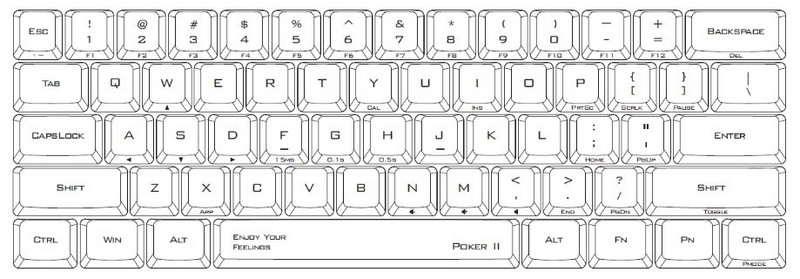 ESC ! @ # $ % ^ & * ( ) — + BACKSPACE
1 2 3 4 5 6 7 8 9 0 - =
F1 F2 F3 F4 F5 F6 F7 F8 F9 F10 F11 F12 DEL
TAB Q W E R T Y U I O P { } |
[ ] \
CAL INS PRTSC SCRLK PAUSE
CAPSLOCK A S D F G H J K L : " ENTER
; '
15MS 0.1S 0.5S HOME PGUP
SHIFT Z X C V B N M < > ? SHIFT
, . /
APP END PGDN TOGGLE
CTRL WIN ALT ENJOY YOUR
FEELINGS POKER II ALT FN PN CTRL
PMODE